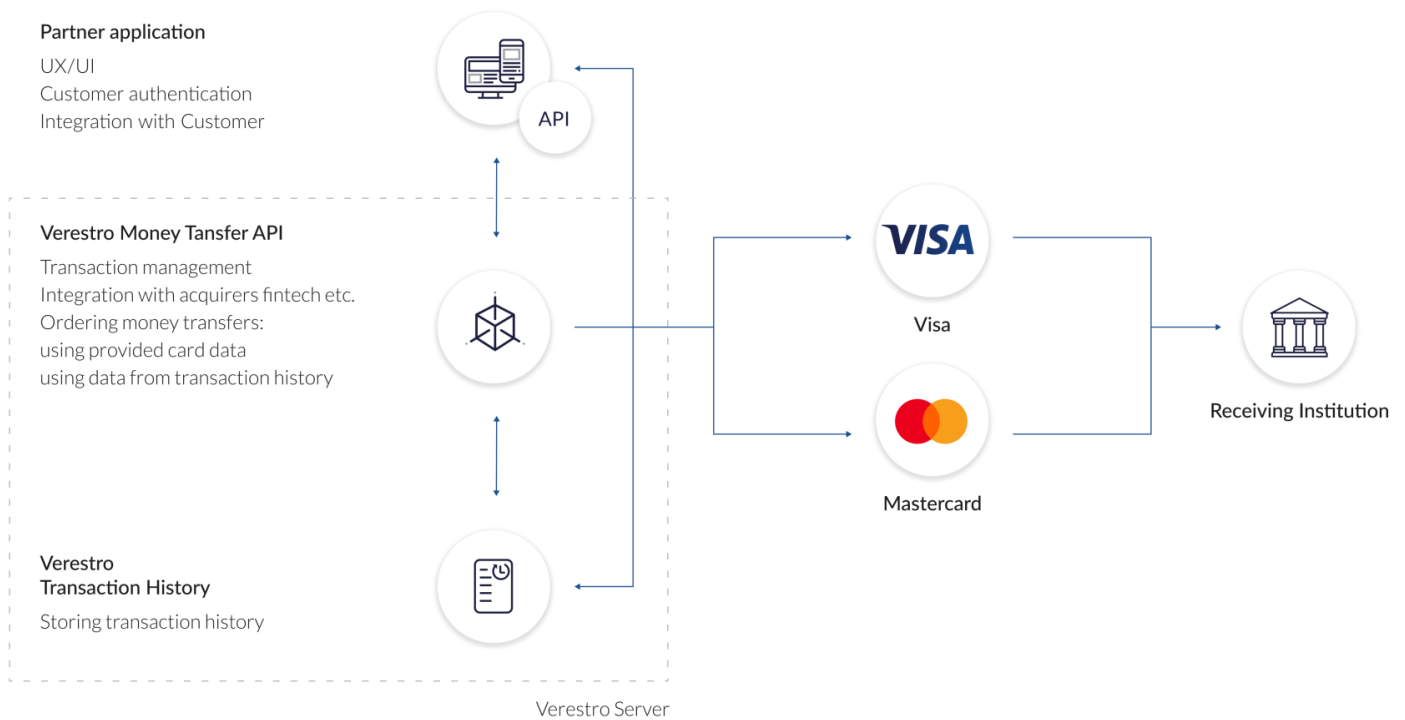 Partner application
UX/UI
Customer authentication
Integration with Customer
API
Verestro Money Tansfer API
Transaction management
Integration with acquirers fintech etc.
Ordering money transfers:
using provided card data
using data from transaction history
VISA
Visa
Mastercard
Receiving Institution
Verestro
Transaction History
Storing transaction history
Verestro Server